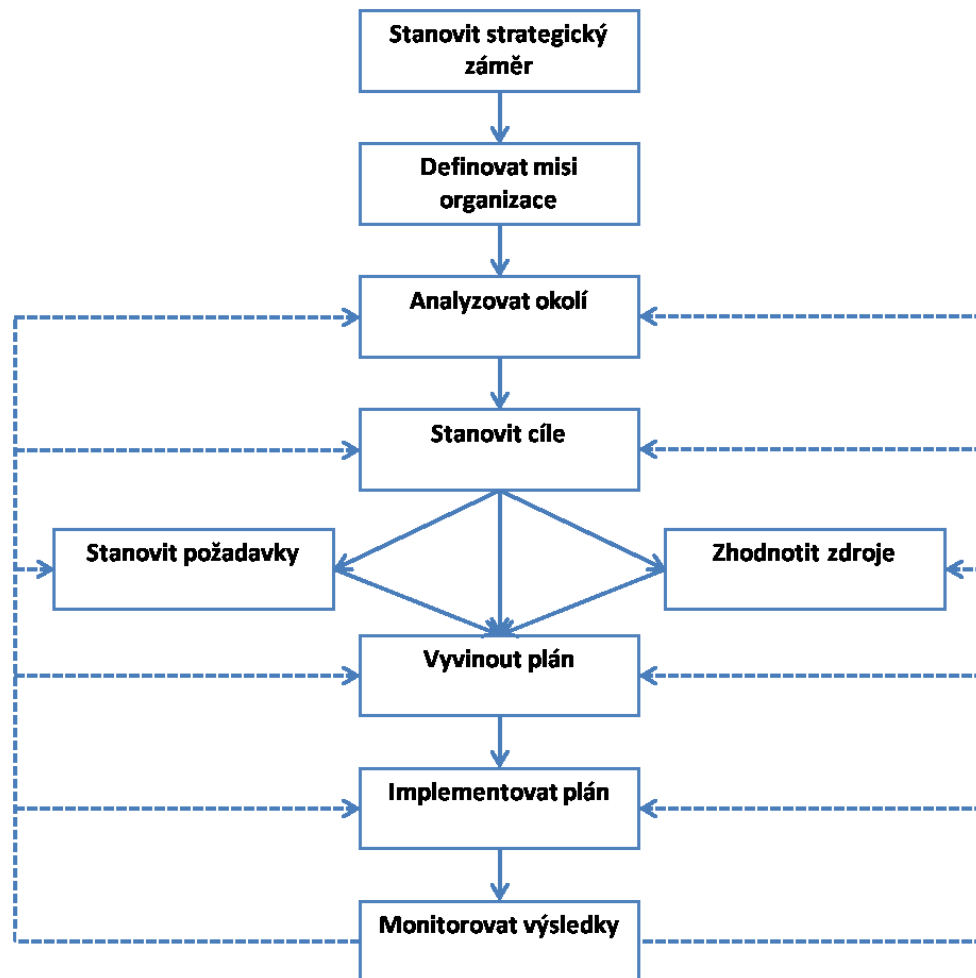 Stanovit strategický
záměr
Definovat misi
organizace
Analyzovat okolí
Stanovit cíle
Stanovit požadavky
Zhodnotit zdroje
Vyvinout plán
Implementovat plán
Monitorovat výsledky